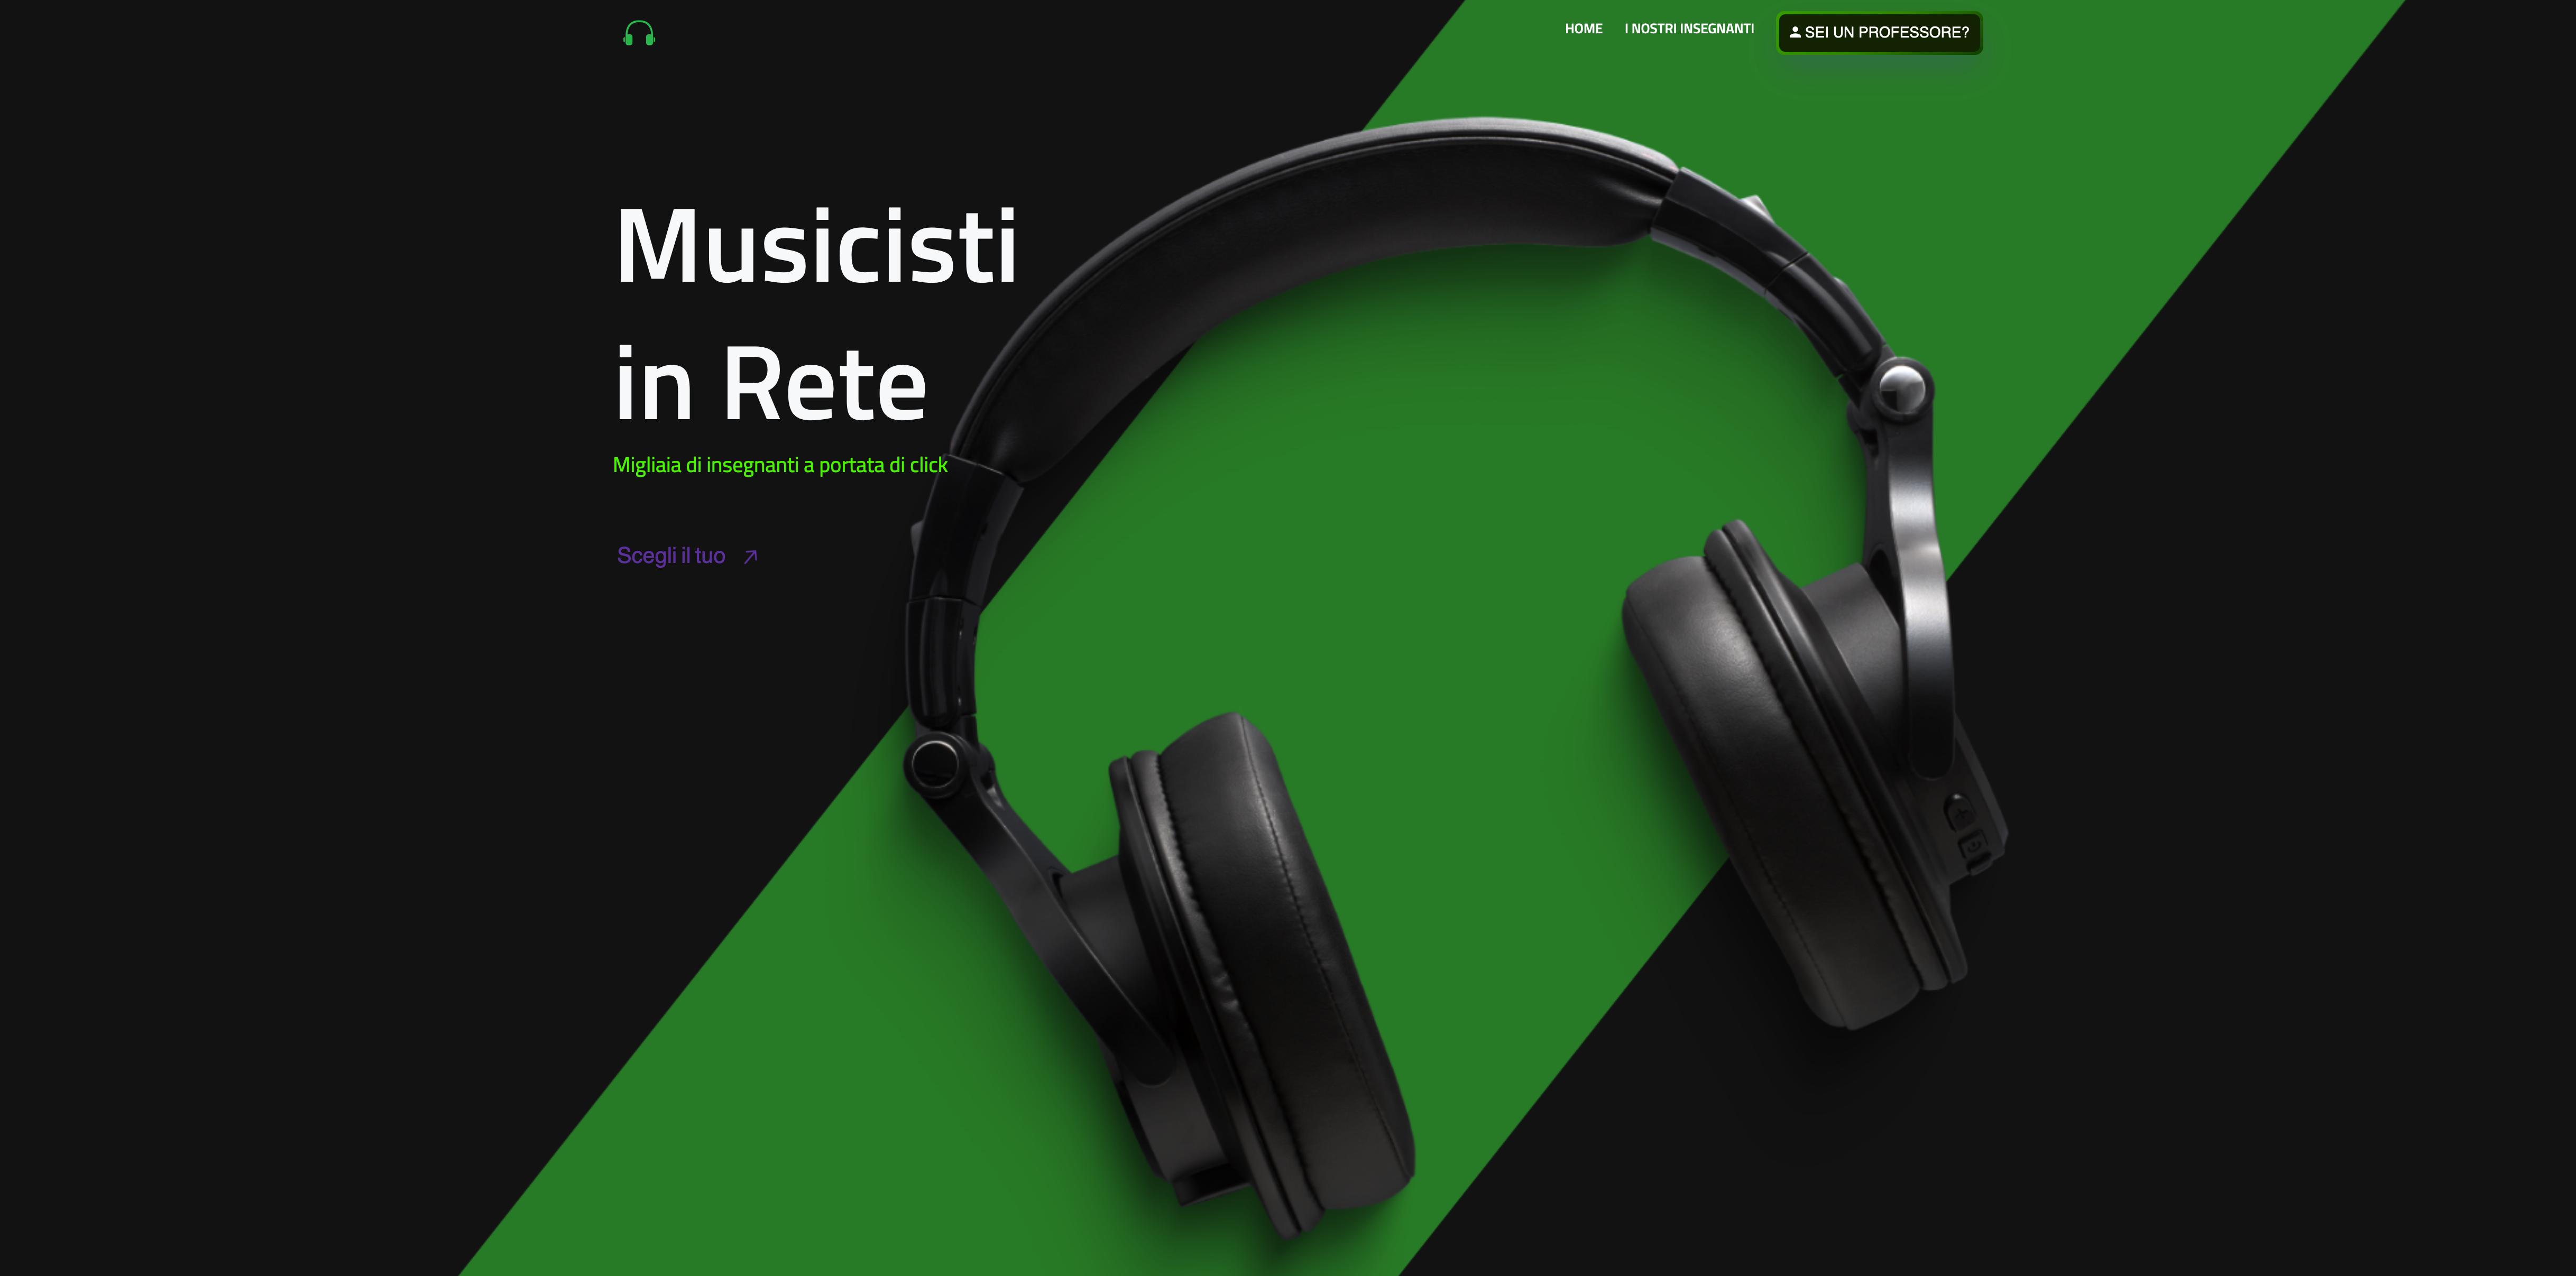 HOME I NOSTRI INSEGNANTI SEI UN PROFESSORE?
Musicisti
in Rete
Migliaia di insegnanti a portata di click
Scegli il tuo